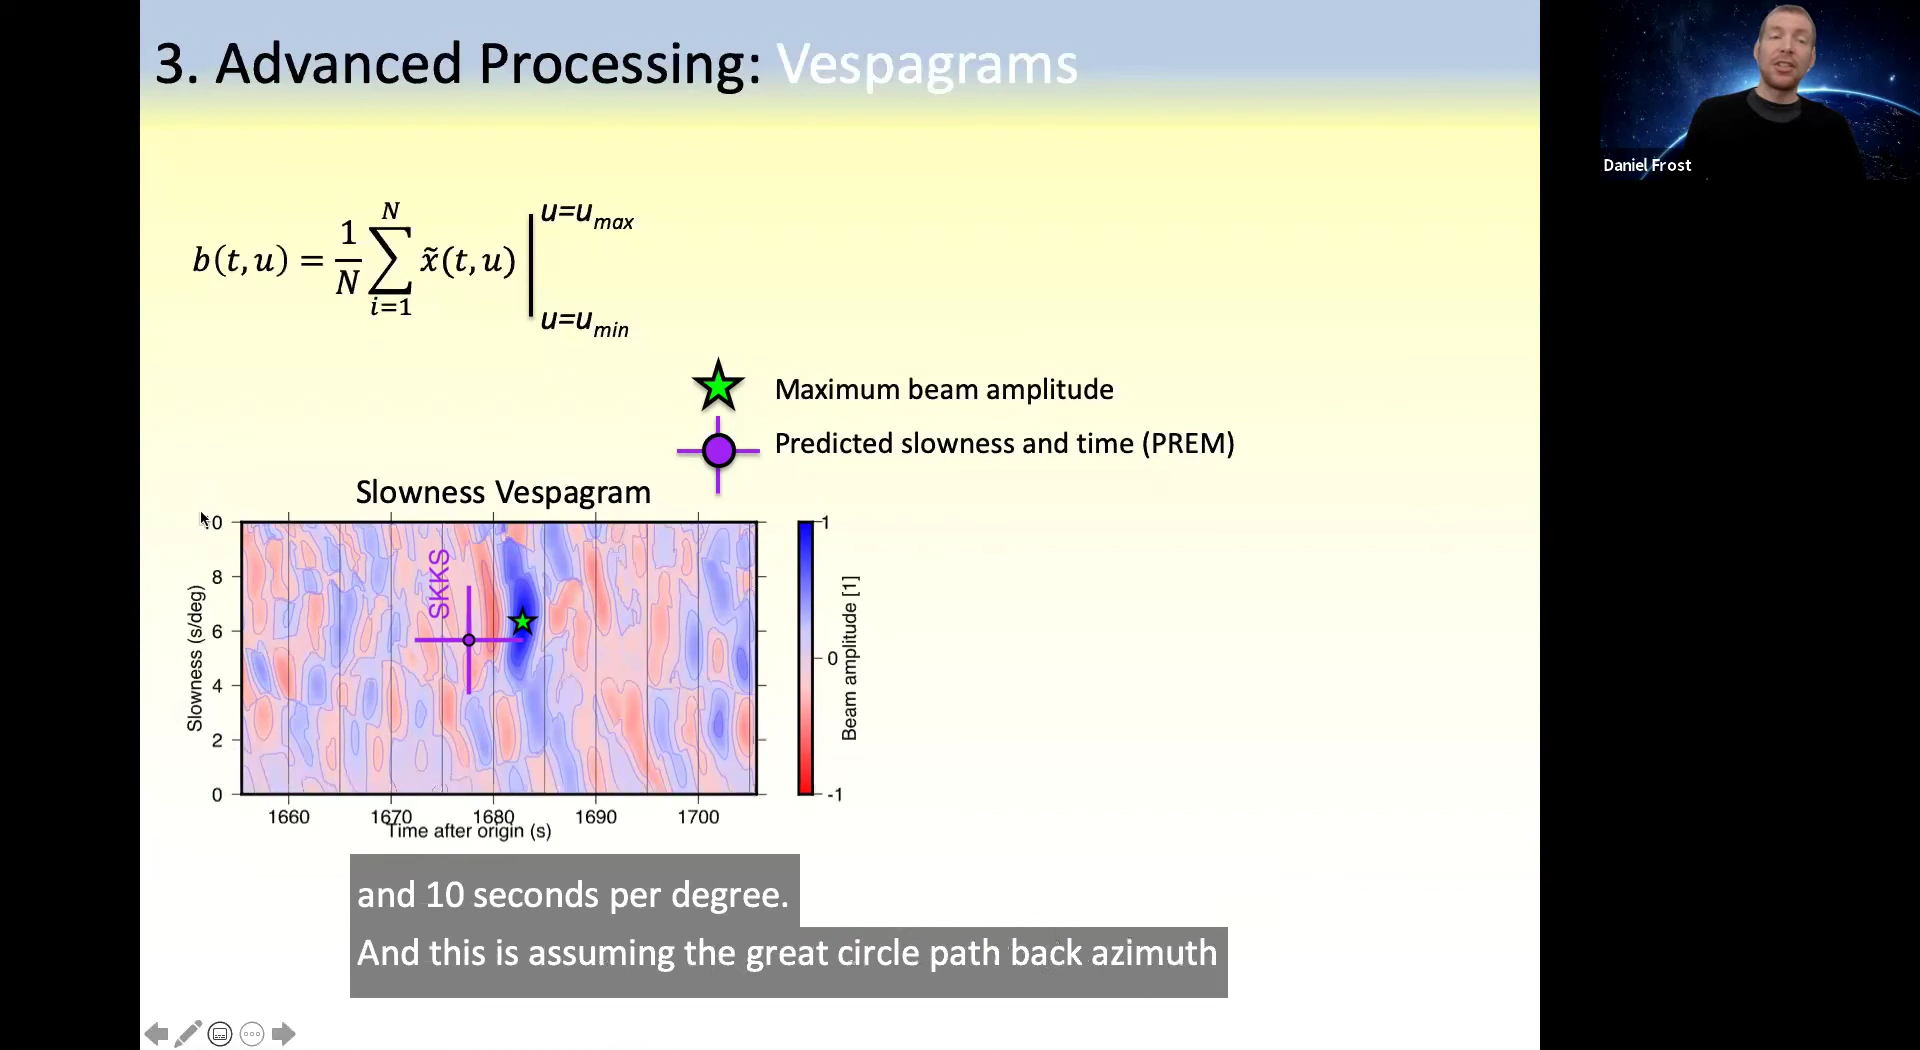 3. Advanced Processing: Vespagrams
Daniel Frost
b(t,u) = 1/N ∑ i=1 N x̃(t,u) | u=umax u=umin
Maximum beam amplitude
Predicted slowness and time (PREM)
Slowness Vespagram
SKKS
Slowness (s/deg)
10
8
6
4
2
0
1660 1670 1680 1690 1700
Time after origin (s)
1
0
-1
Beam amplitude [1]
and 10 seconds per degree.
And this is assuming the great circle path back azimuth